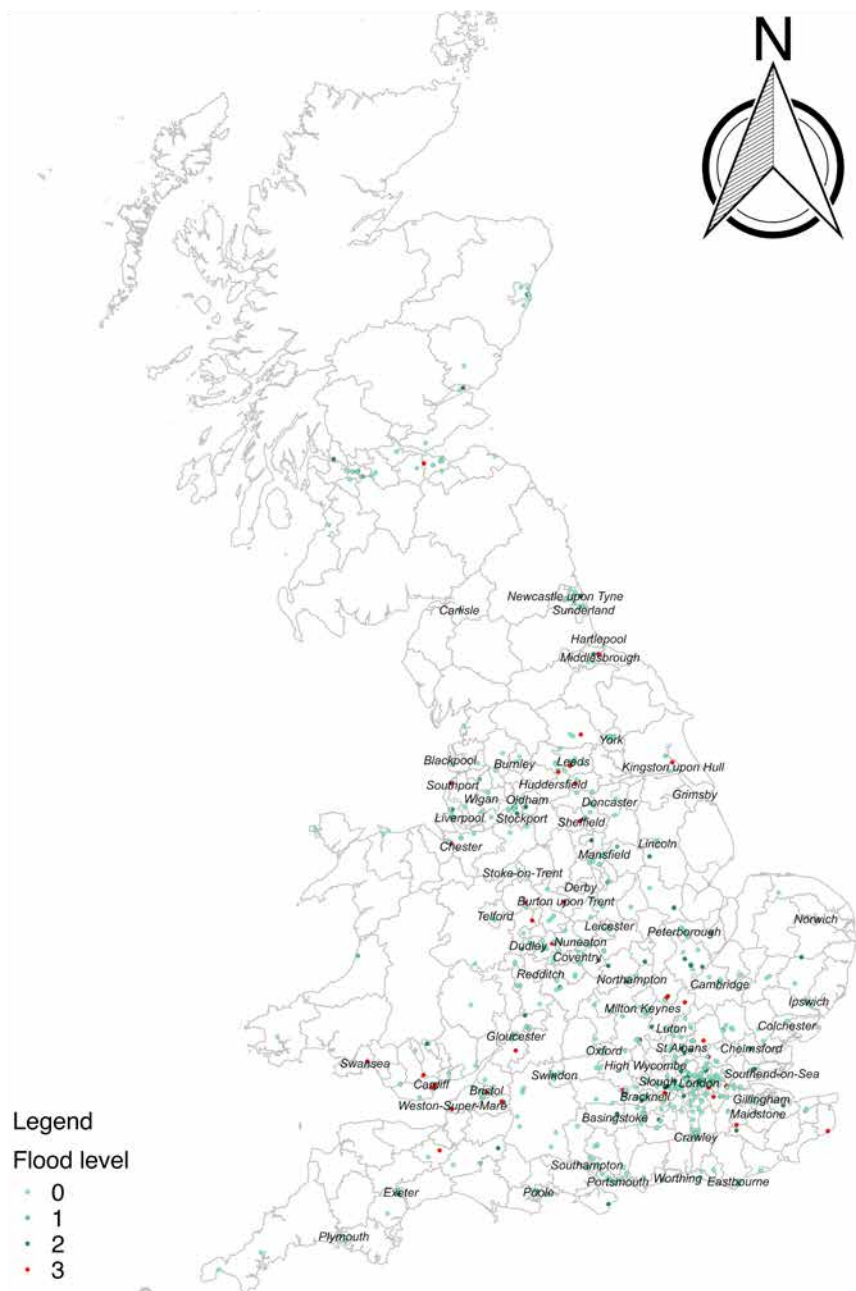 N
Newcastle upon Tyne
Carlisle
Sunderland
Hartlepool
Middlesbrough
York
Blackpool
Burnley
Leeds
Kingston upon Hull
Southport
Huddersfield
Wigan
Oldham
Doncaster
Grimsby
Liverpool
Stockport
Sheffield
Chester
Mansfield
Lincoln
Stoke-on-Trent
Derby
Burton upon Trent
Telford
Leicester
Peterborough
Norwich
Dudley
Nuneaton
Coventry
Redditch
Northampton
Cambridge
Milton Keynes
Ipswich
Gloucester
Luton
Colchester
Oxford
St Albans
Chelmsford
Swansea
High Wycombe
Swindon
Slough
London
Southend-on-Sea
Cardiff
Bristol
Bracknell
Gillingham
Weston-Super-Mare
Basingstoke
Maidstone
Crawley
Southampton
Portsmouth
Worthing
Eastbourne
Exeter
Poole
Plymouth
Legend
Flood level
0
1
2
3